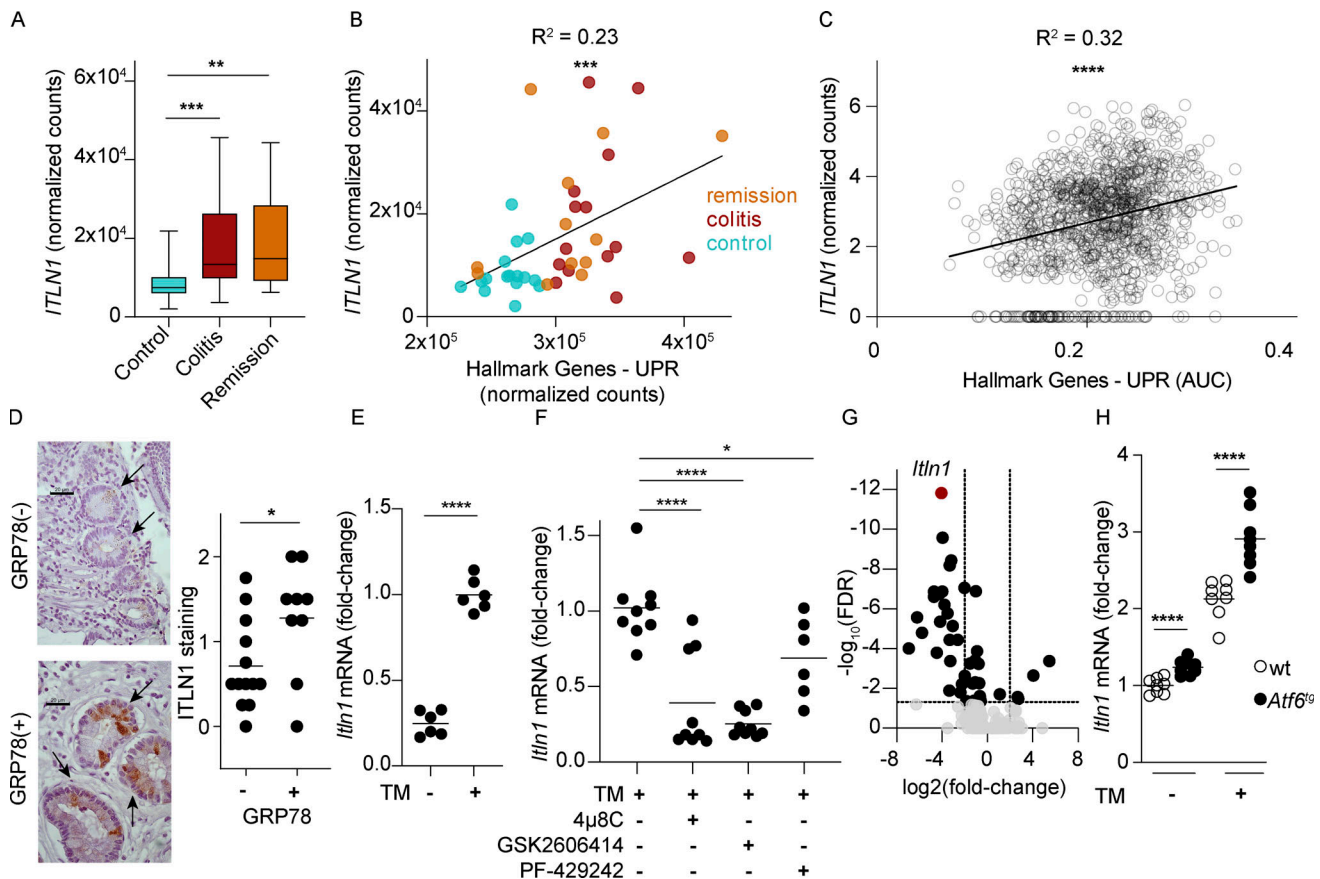 A
ITLN1 (normalized counts)
6x10⁴
4x10⁴
2x10⁴
0
**
***
Control
Colitis
Remission
B
R² = 0.23
***
ITLN1 (normalized counts)
4x10⁴
2x10⁴
0
remission
colitis
control
2x10⁵ 3x10⁵ 4x10⁵
Hallmark Genes - UPR
(normalized counts)
C
R² = 0.32
****
ITLN1 (normalized counts)
6
4
2
0
0 0.2 0.4
Hallmark Genes - UPR (AUC)
D
GRP78(-)
20 µm
GRP78(+)
20 µm
ITLN1 staining
*
2
1
0
- +
GRP78
E
Itln1 mRNA (fold-change)
****
1.5
1.0
0.5
0.0
TM - +
F
Itln1 mRNA (fold-change)
*
****
****
1.5
1.0
0.5
0.0
TM + + + +
4µ8C - + - -
GSK2606414 - - + -
PF-429242 - - - +
G
Itln1
-log₁₀(FDR)
-12
-10
-8
-6
-4
-2
0
-8 -4 0 4 8
log2(fold-change)
H
Itln1 mRNA (fold-change)
****
****
4
3
2
1
0
wt
Atf6ᵗᵍ
TM - +